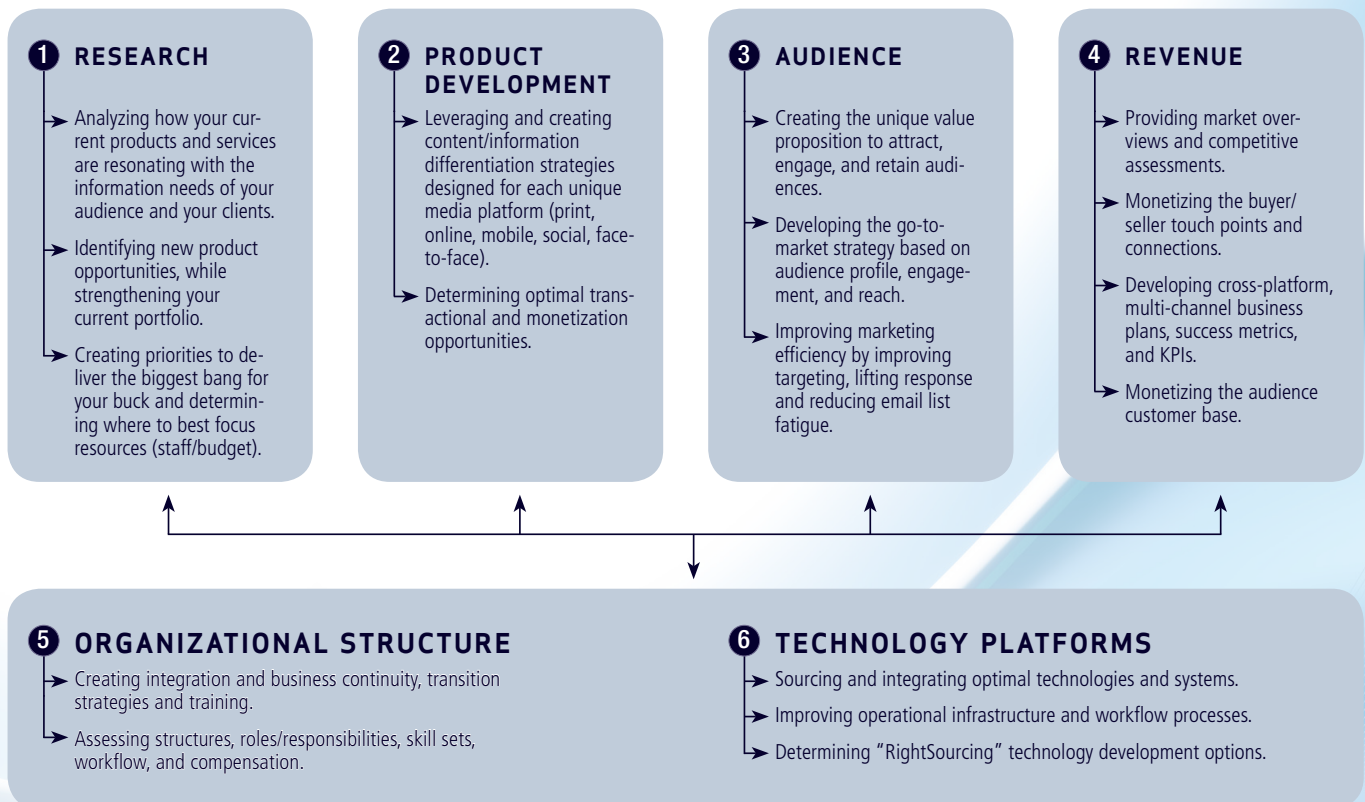 1 RESEARCH
Analyzing how your cur-
rent products and services
are resonating with the
information needs of your
audience and your clients.
Identifying new product
opportunities, while
strengthening your
current portfolio.
Creating priorities to de-
liver the biggest bang for
your buck and determin-
ing where to best focus
resources (staff/budget).
2 PRODUCT
DEVELOPMENT
Leveraging and creating
content/information
differentiation strategies
designed for each unique
media platform (print,
online, mobile, social, face-
to-face).
Determining optimal trans-
actional and monetization
opportunities.
3 AUDIENCE
Creating the unique value
proposition to attract,
engage, and retain audi-
ences.
Developing the go-to-
market strategy based on
audience profile, engage-
ment, and reach.
Improving marketing
efficiency by improving
targeting, lifting response
and reducing email list
fatigue.
4 REVENUE
Providing market over-
views and competitive
assessments.
Monetizing the buyer/
seller touch points and
connections.
Developing cross-platform,
multi-channel business
plans, success metrics,
and KPIs.
Monetizing the audience
customer base.
5 ORGANIZATIONAL STRUCTURE
Creating integration and business continuity, transition
strategies and training.
Assessing structures, roles/responsibilities, skill sets,
workflow, and compensation.
6 TECHNOLOGY PLATFORMS
Sourcing and integrating optimal technologies and systems.
Improving operational infrastructure and workflow processes.
Determining “RightSourcing” technology development options.